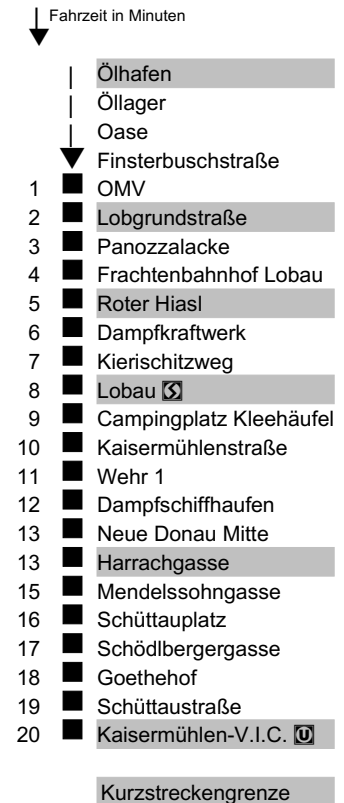 Fahrzeit in Minuten
Ölhafen
Öllager
Oase
Finsterbuschstraße
1 OMV
2 Lobgrundstraße
3 Panozzalacke
4 Frachtenbahnhof Lobau
5 Roter Hiasl
6 Dampfkraftwerk
7 Kierischitzweg
8 Lobau S
9 Campingplatz Kleehäufel
10 Kaisermühlenstraße
11 Wehr 1
12 Dampfschiffhaufen
13 Neue Donau Mitte
13 Harrachgasse
15 Mendelssohngasse
16 Schüttauplatz
17 Schödlbergergasse
18 Goethehof
19 Schüttaustraße
20 Kaisermühlen-V.I.C. U
Kurzstreckengrenze